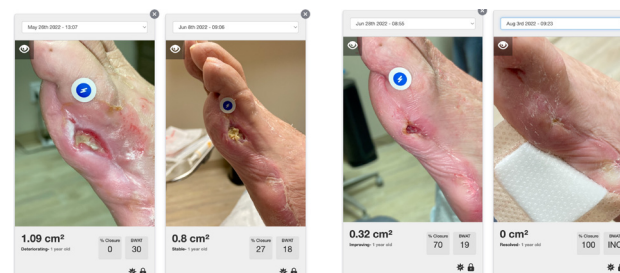 May 28th 2022 - 13:07
1.09 cm²
Deteriorating- 1 year old
% Closure
0
BWAT
30
Jun 8th 2022 - 09:06
0.8 cm²
Stable- 1 year old
% Closure
27
BWAT
18
Jun 28th 2022 - 08:55
0.32 cm²
Improving- 1 year old
% Closure
70
BWAT
19
Aug 3rd 2022 - 09:23
0 cm²
Resolved- 1 year old
% Closure
100
BWAT
INC